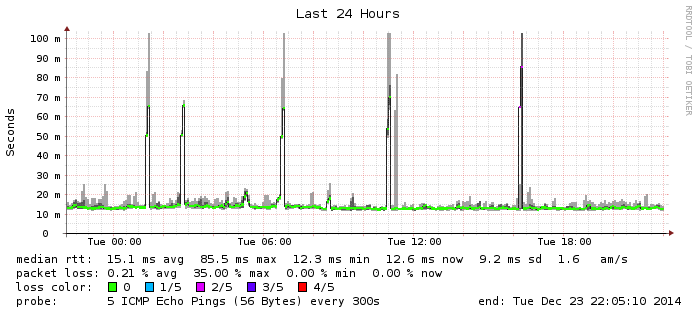 Last 24 Hours
RRDTOOL / TOBI OETIKER
Seconds
100 m
90 m
80 m
70 m
60 m
50 m
40 m
30 m
20 m
10 m
0
Tue 00:00 Tue 06:00 Tue 12:00 Tue 18:00
median rtt: 15.1 ms avg 85.5 ms max 12.3 ms min 12.6 ms now 9.2 ms sd 1.6 am/s
packet loss: 0.21 % avg 35.00 % max 0.00 % min 0.00 % now
loss color: 0 1/5 2/5 3/5 4/5
probe: 5 ICMP Echo Pings (56 Bytes) every 300s end: Tue Dec 23 22:05:10 2014